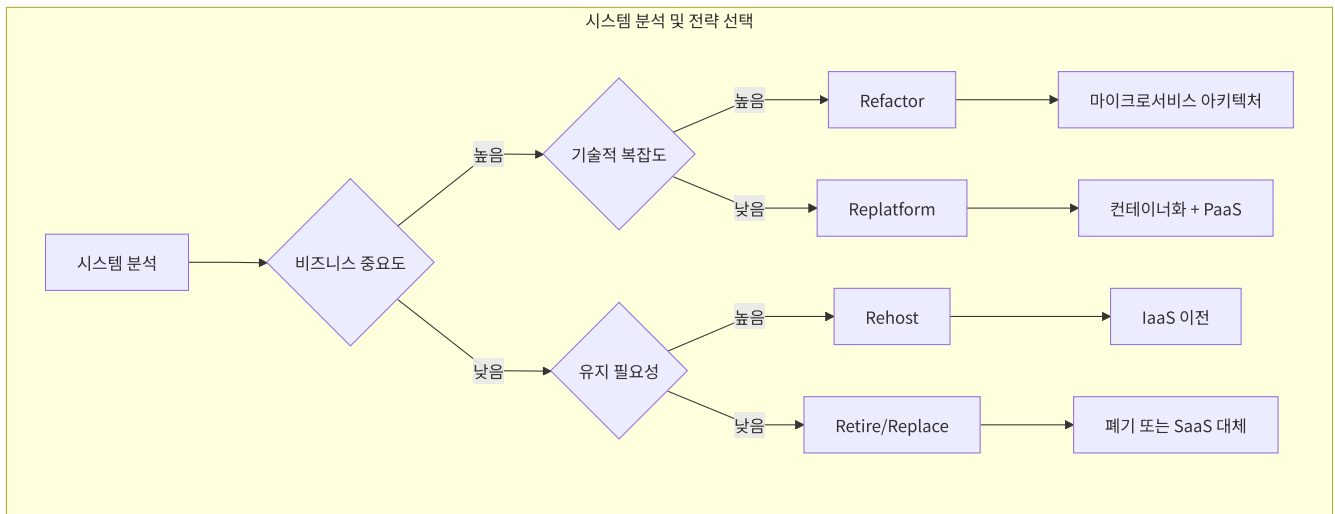 시스템 분석 및 전략 선택
시스템 분석
비즈니스 중요도
높음
낮음
기술적 복잡도
높음
낮음
Refactor
마이크로서비스 아키텍처
Replatform
컨테이너화 + PaaS
유지 필요성
높음
낮음
Rehost
IaaS 이전
Retire/Replace
폐기 또는 SaaS 대체